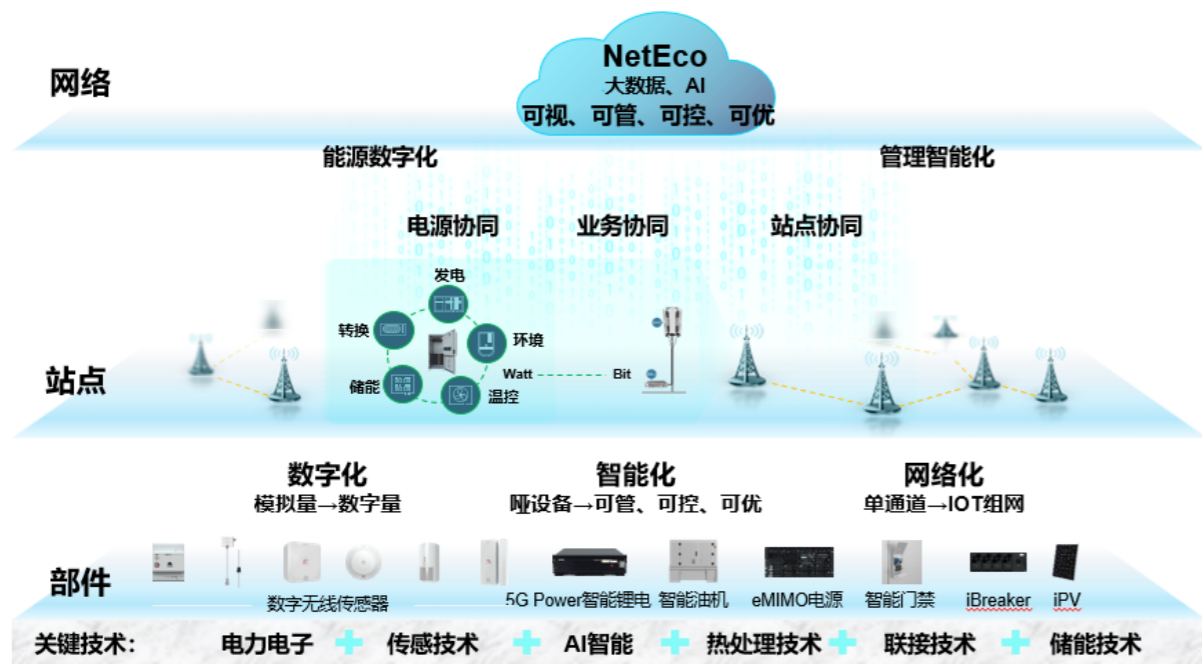 NetEco
大数据、AI
可视、可管、可控、可优
网络
能源数字化
管理智能化
电源协同
业务协同
站点协同
发电
转换
环境
储能
温控
Watt
Bit
站点
数字化
智能化
网络化
模拟量→数字量
哑设备→可管、可控、可优
单通道→IOT组网
部件
数字无线传感器
5G Power智能锂电
智能油机
eMIMO电源
智能门禁
iBreaker
iPV
关键技术：
电力电子
+
传感技术
+
AI智能
+
热处理技术
+
联接技术
+
储能技术